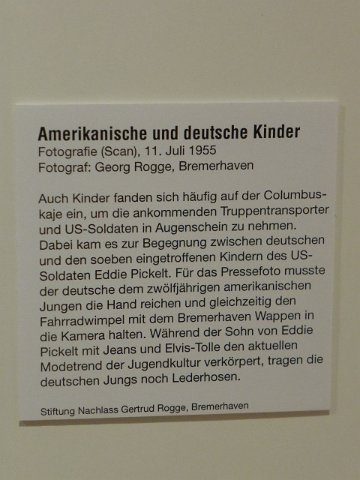 Amerikanische und deutsche Kinder
Fotografie (Scan), 11. Juli 1955
Fotograf: Georg Rogge, Bremerhaven
Auch Kinder fanden sich häufig auf der Columbus-
kaje ein, um die ankommenden Truppentransporter
und US-Soldaten in Augenschein zu nehmen.
Dabei kam es zur Begegnung zwischen deutschen
und den soeben eingetroffenen Kindern des US-
Soldaten Eddie Pickelt. Für das Pressefoto musste
der deutsche dem zwölfjährigen amerikanischen
Jungen die Hand reichen und gleichzeitig den
Fahrradwimpel mit dem Bremerhaven Wappen in
die Kamera halten. Während der Sohn von Eddie
Pickelt mit Jeans und Elvis-Tolle den aktuellen
Modetrend der Jugendkultur verkörpert, tragen die
deutschen Jungs noch Lederhosen.
Stiftung Nachlass Gertrud Rogge, Bremerhaven